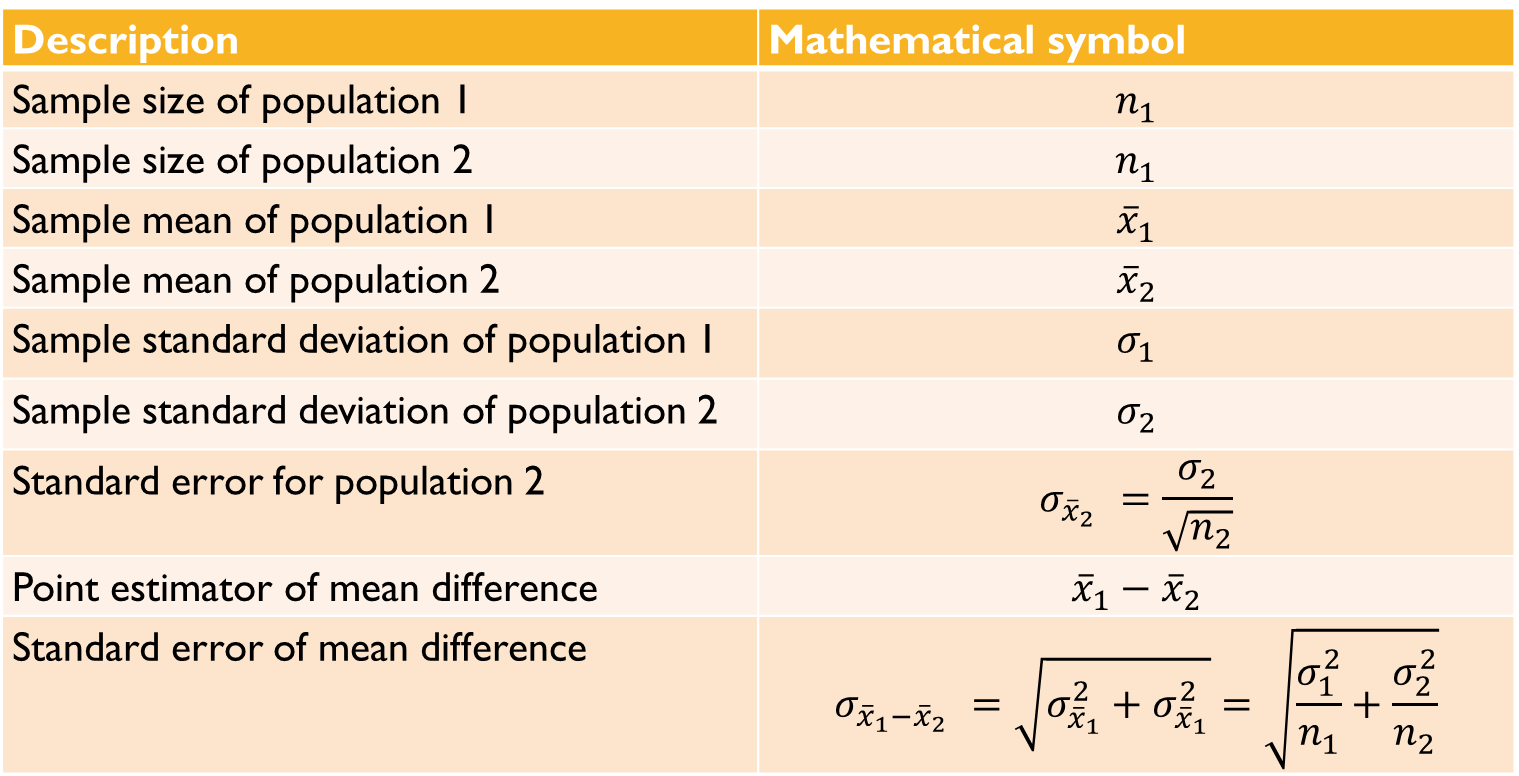 Description Mathematical symbol
Sample size of population 1 n₁
Sample size of population 2 n₁
Sample mean of population 1 x̄₁
Sample mean of population 2 x̄₂
Sample standard deviation of population 1 σ₁
Sample standard deviation of population 2 σ₂
Standard error for population 2 σ_x̄₂ = σ₂/√n₂
Point estimator of mean difference x̄₁ − x̄₂
Standard error of mean difference σ_x̄₁−x̄₂ = √(σ²_x̄₁ + σ²_x̄₁) = √(σ₁²/n₁ + σ₂²/n₂)